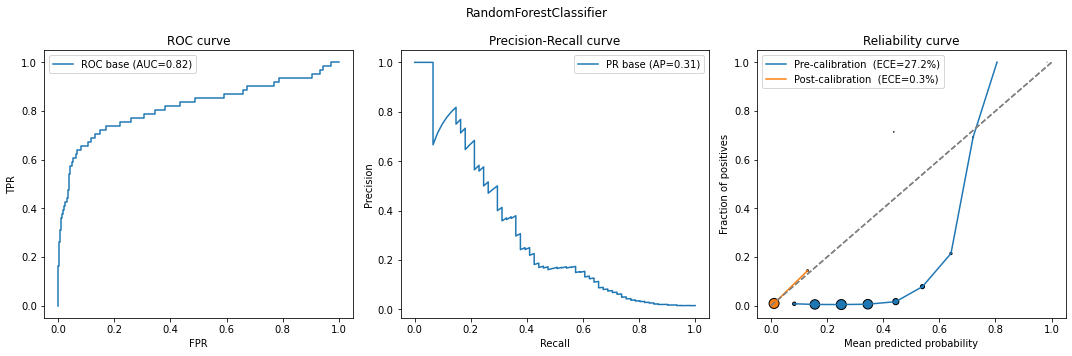 RandomForestClassifier
ROC curve
ROC base (AUC=0.82)
1.0
0.8
0.6
0.4
0.2
0.0
TPR
0.0 0.2 0.4 0.6 0.8 1.0
FPR
Precision-Recall curve
PR base (AP=0.31)
1.0
0.8
0.6
0.4
0.2
0.0
Precision
0.0 0.2 0.4 0.6 0.8 1.0
Recall
Reliability curve
Pre-calibration (ECE=27.2%)
Post-calibration (ECE=0.3%)
1.0
0.8
0.6
0.4
0.2
0.0
Fraction of positives
0.0 0.2 0.4 0.6 0.8 1.0
Mean predicted probability